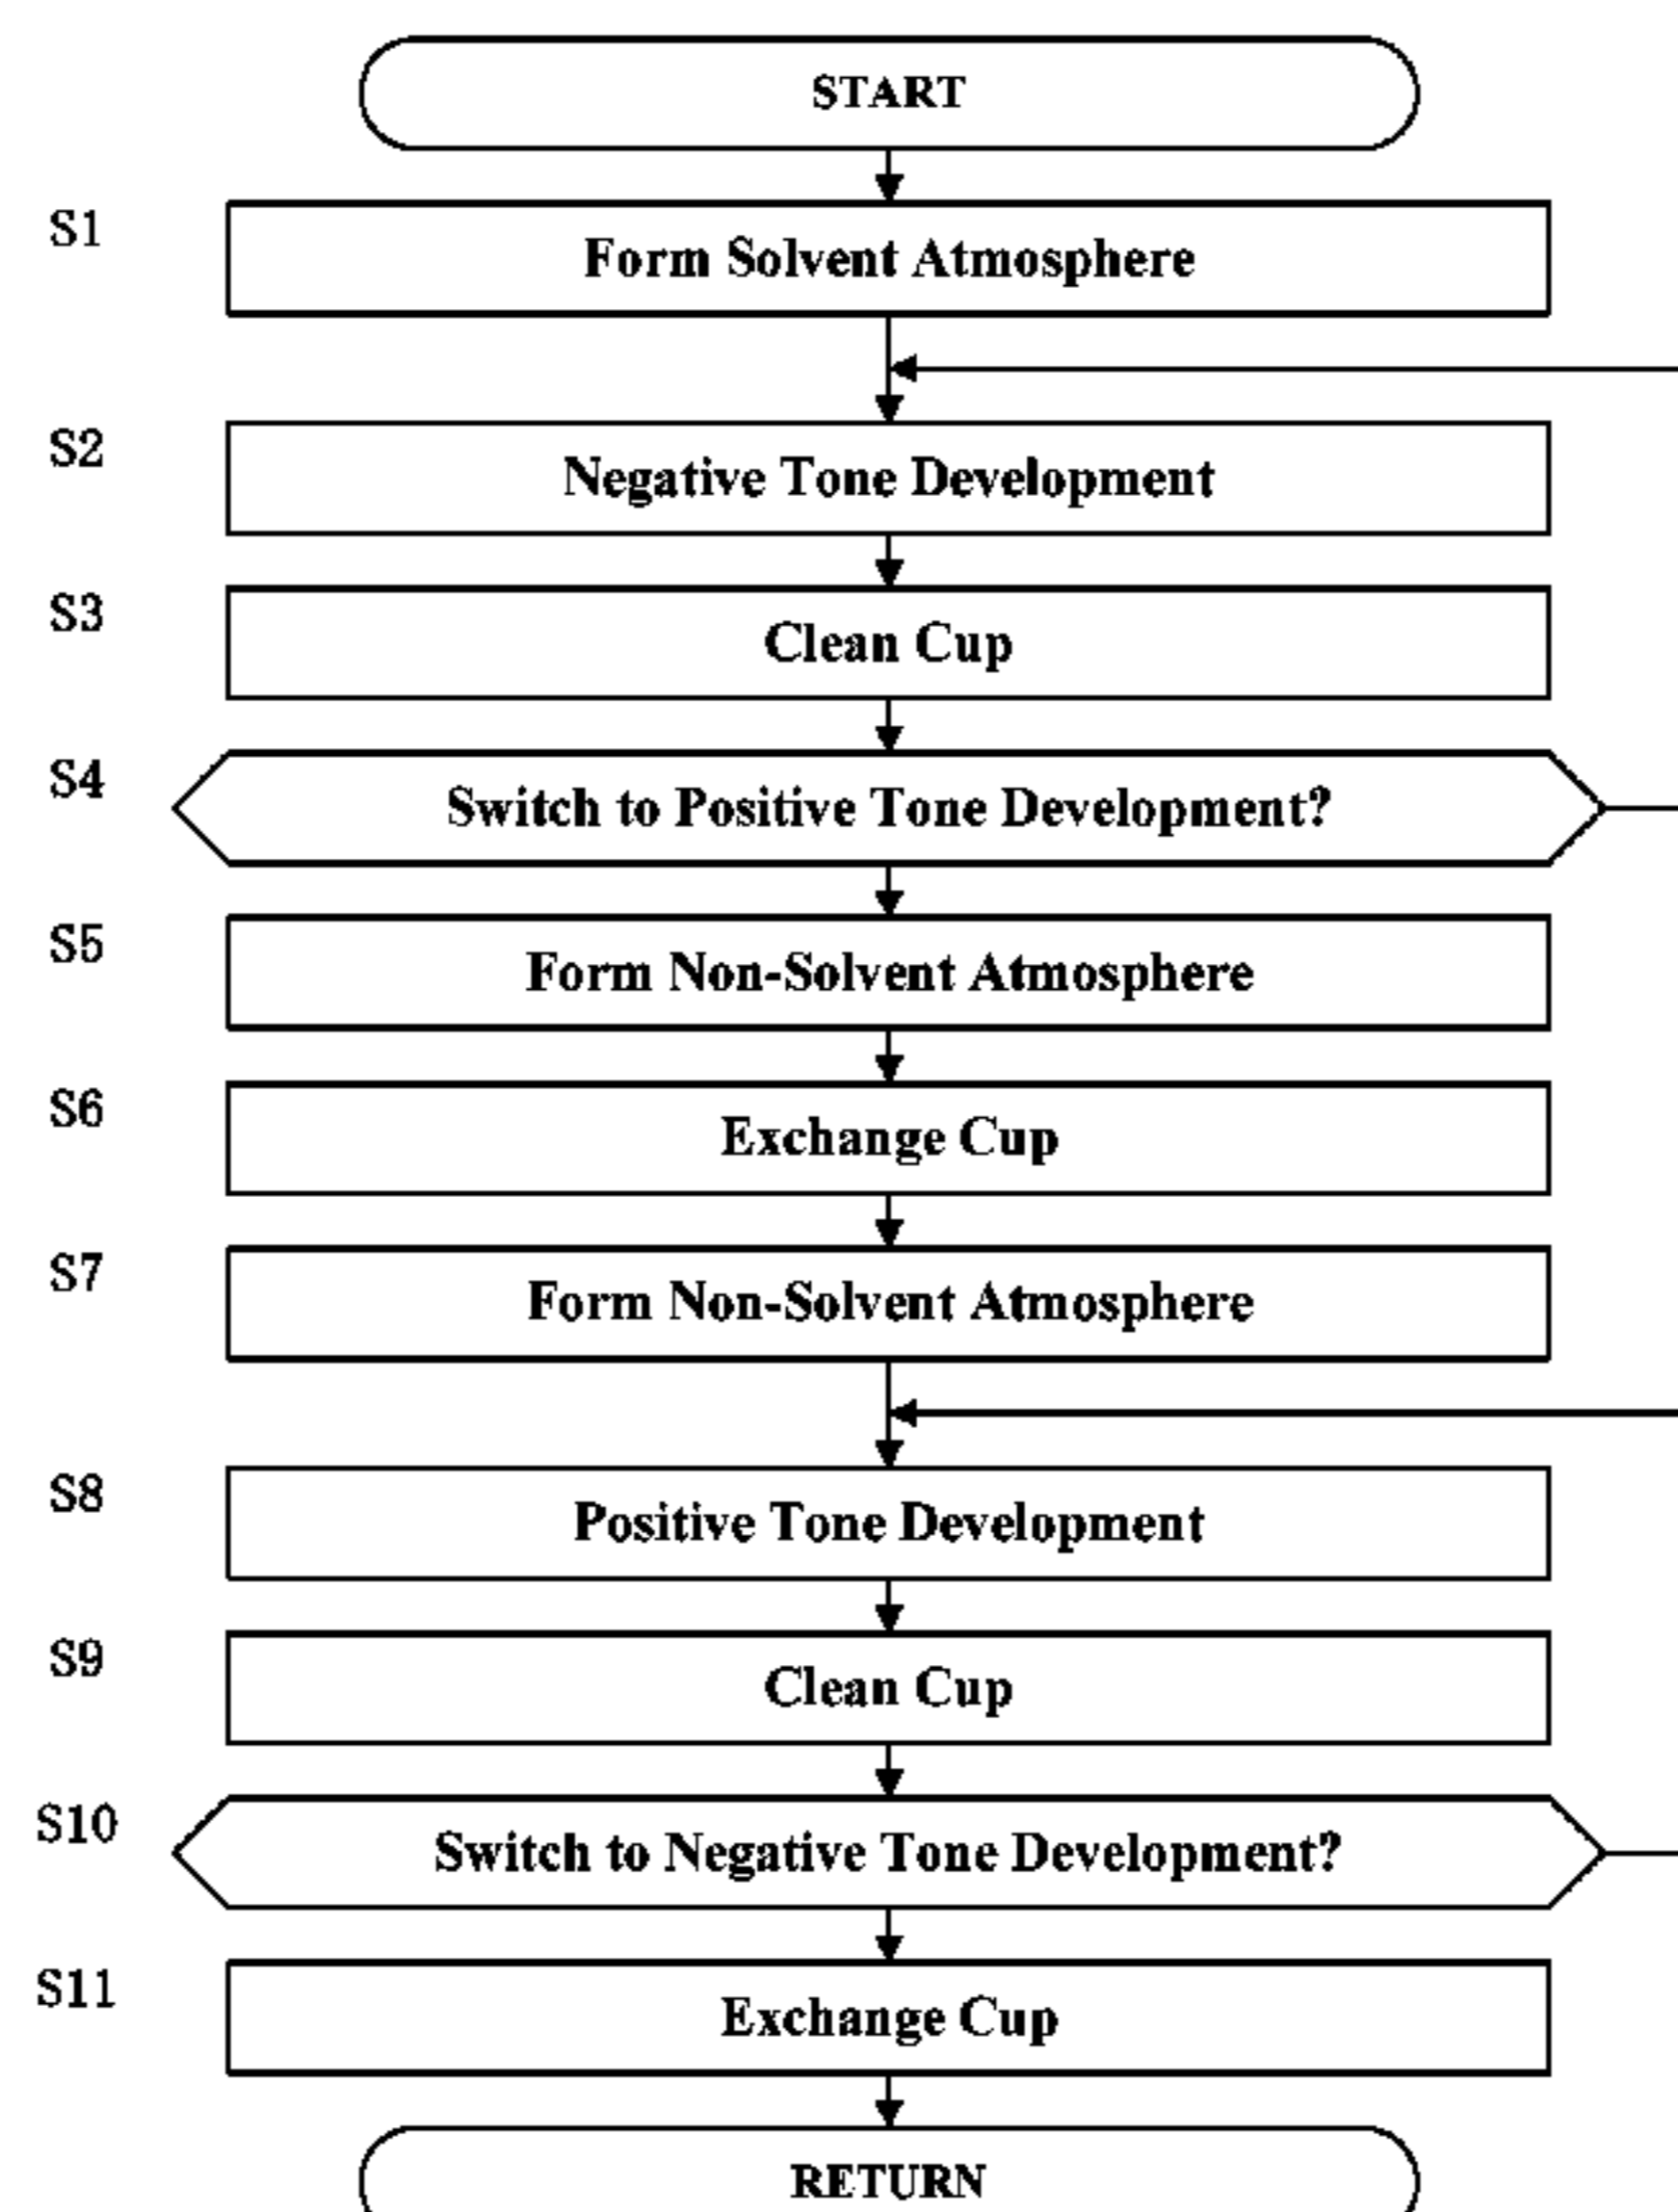 START
S1
Form Solvent Atmosphere
S2
Negative Tone Development
S3
Clean Cup
S4
Switch to Positive Tone Development?
S5
Form Non-Solvent Atmosphere
S6
Exchange Cup
S7
Form Non-Solvent Atmosphere
S8
Positive Tone Development
S9
Clean Cup
S10
Switch to Negative Tone Development?
S11
Exchange Cup
RETURN